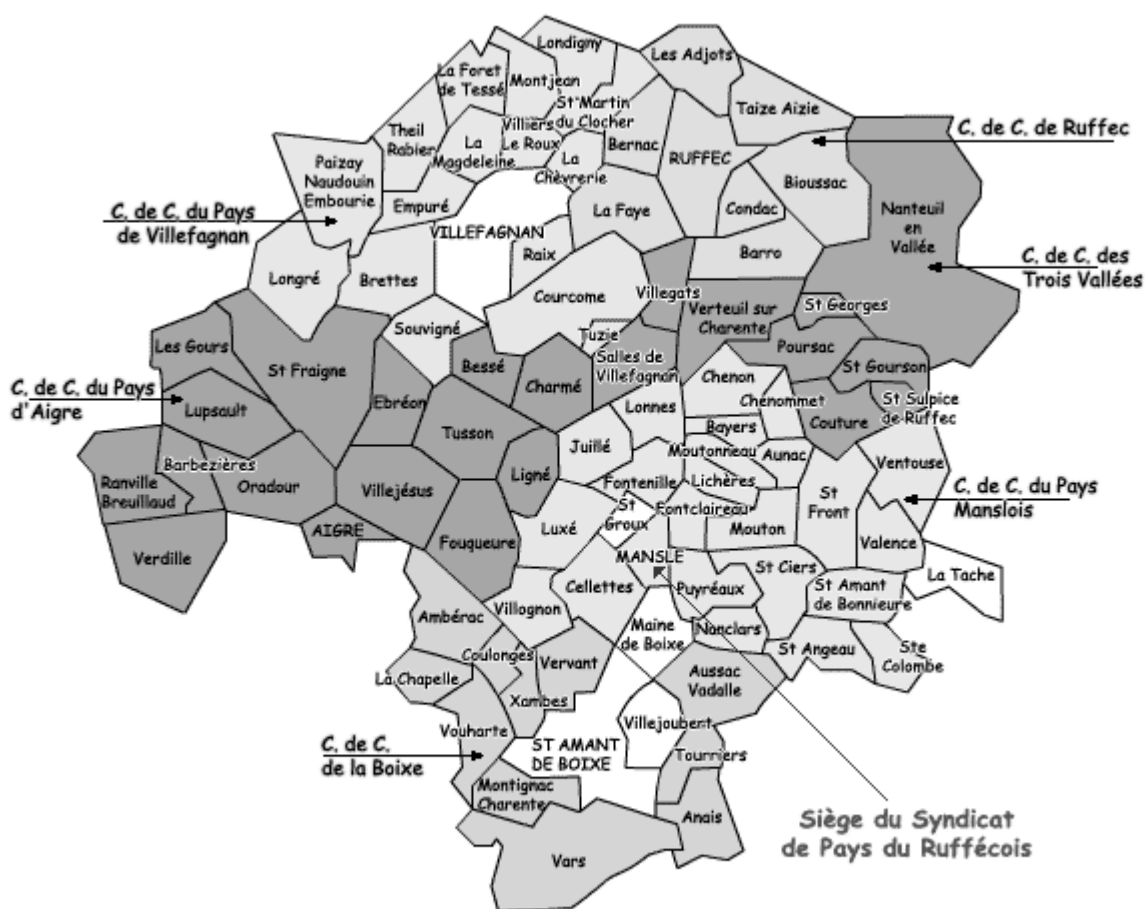 Londigny
Les Adjots
La Foret
de Tessé
Montjean
St Martin
du Clocher
Taize Aizie
C. de C. de Ruffec
Theil
Rabier
Villiers
Le Roux
La
Magdeleine
Bernac
RUFFEC
La
Chèvrerie
Paizay
Naudouin
Embourie
Bioussac
Empuré
La Faye
Condac
Nanteuil
en
Vallée
C. de C. du Pays
de Villefagnan
VILLEFAGNAN
Raix
Barro
C. de C. des
Trois Vallées
Longré
Brettes
Courcome
Villegats
Verteuil sur
Charente
St Georges
Souvigné
Tuzie
Les Gours
St Fraigne
Bessé
Salles de
Villefagnan
Poursac
St Gourson
Chenon
C. de C. du Pays
d'Aigre
Lupsault
Ebréon
Charmé
Chenommet
St Sulpice
de Ruffec
Lonnes
Couture
Tusson
Bayers
Juillé
Moutonneau
Aunac
Ventouse
Barbezières
Ranville
Breuillaud
Oradour
Villejésus
Ligné
Fontenille
Lichères
C. de C. du Pays
Manslois
St
Groux
Fontclaireau
St
Front
AIGRE
Luxé
Mouton
Verdille
Fouqueure
Valence
MANSLE
St Ciers
La Tache
Cellettes
Puyréaux
St Amant
de Bonnieure
Ambérac
Villognon
Maine
de Boixe
Nanclars
St Angeau
Ste
Colombe
Coulonges
Vervant
Aussac
Vadalle
La Chapelle
Xambes
Vouharte
Villejoubert
C. de C.
de la Boixe
ST AMANT
DE BOIXE
Tourriers
Montignac
Charente
Anais
Siège du Syndicat
de Pays du Ruffécois
Vars